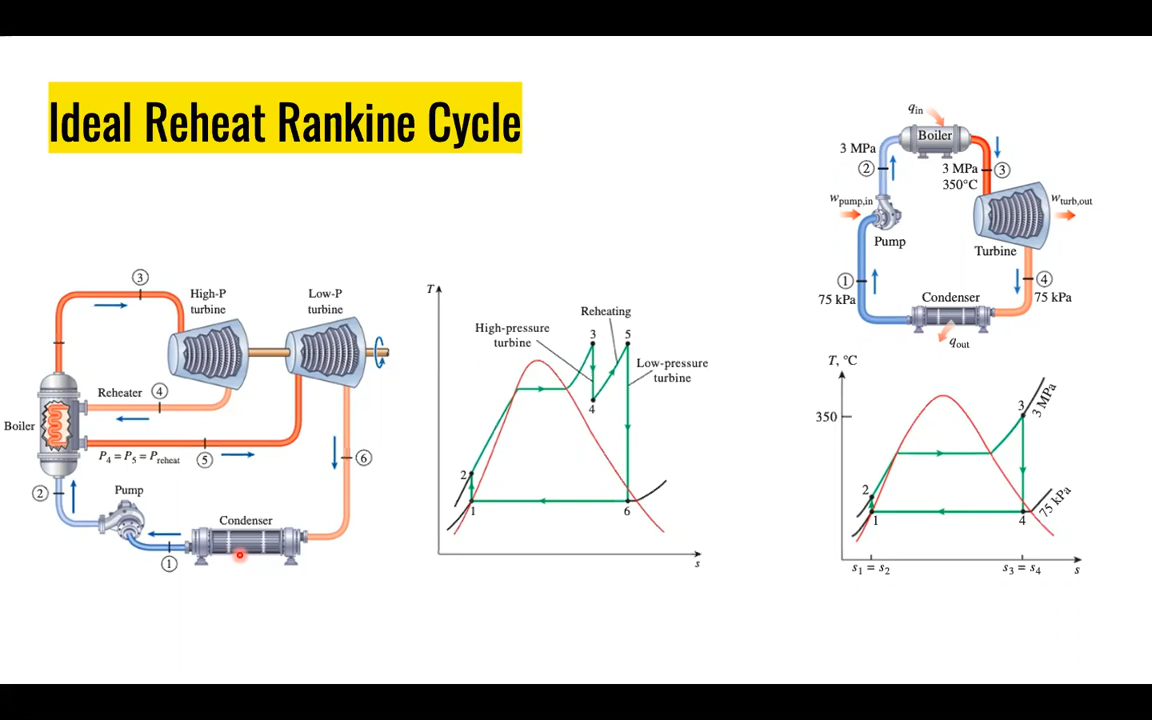 Ideal Reheat Rankine Cycle
3
High-P
turbine
Low-P
turbine
Reheater
4
Boiler
P4 = P5 = Preheat
5
6
2
Pump
Condenser
1
T
Reheating
High-pressure
turbine
3
5
Low-pressure
turbine
4
2
1
6
s
qin
Boiler
3 MPa
2
3 MPa
3
350°C
wpump,in
wturb,out
Pump
Turbine
1
4
75 kPa
Condenser
75 kPa
qout
T, °C
350
3
3 MPa
2
1
4
75 kPa
s1 = s2
s3 = s4
s